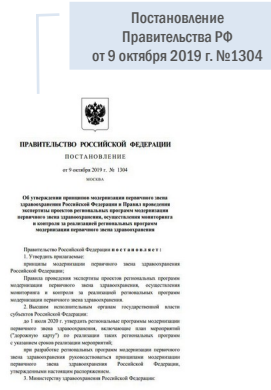 Постановление
Правительства РФ
от 9 октября 2019 г. №1304
ПРАВИТЕЛЬСТВО РОССИЙСКОЙ ФЕДЕРАЦИИ
ПОСТАНОВЛЕНИЕ
от 9 октября 2019 г. № 1304
МОСКВА
Об утверждении принципов модернизации первичного звена
здравоохранения Российской Федерации и Правил проведения
экспертизы проектов региональных программ модернизации
первичного звена здравоохранения, осуществления мониторинга
и контроля за реализацией региональных программ
модернизации первичного звена здравоохранения
Правительство Российской Федерации постановляет:
1. Утвердить прилагаемые:
принципы модернизации первичного звена здравоохранения
Российской Федерации;
Правила проведения экспертизы проектов региональных программ
модернизации первичного звена здравоохранения, осуществления
мониторинга и контроля за реализацией региональных программ
модернизации первичного звена здравоохранения.
2. Высшим исполнительным органам государственной власти
субъектов Российской Федерации:
до 1 июля 2020 г. утвердить региональные программы модернизации
первичного звена здравоохранения, включающие план мероприятий
("дорожную карту") по реализации таких региональных программ
с указанием сроков реализации мероприятий;
при разработке региональных программ модернизации первичного
звена здравоохранения руководствоваться принципами модернизации
первичного звена здравоохранения Российской Федерации,
утвержденными настоящим распоряжением.
3. Министерству здравоохранения Российской Федерации: